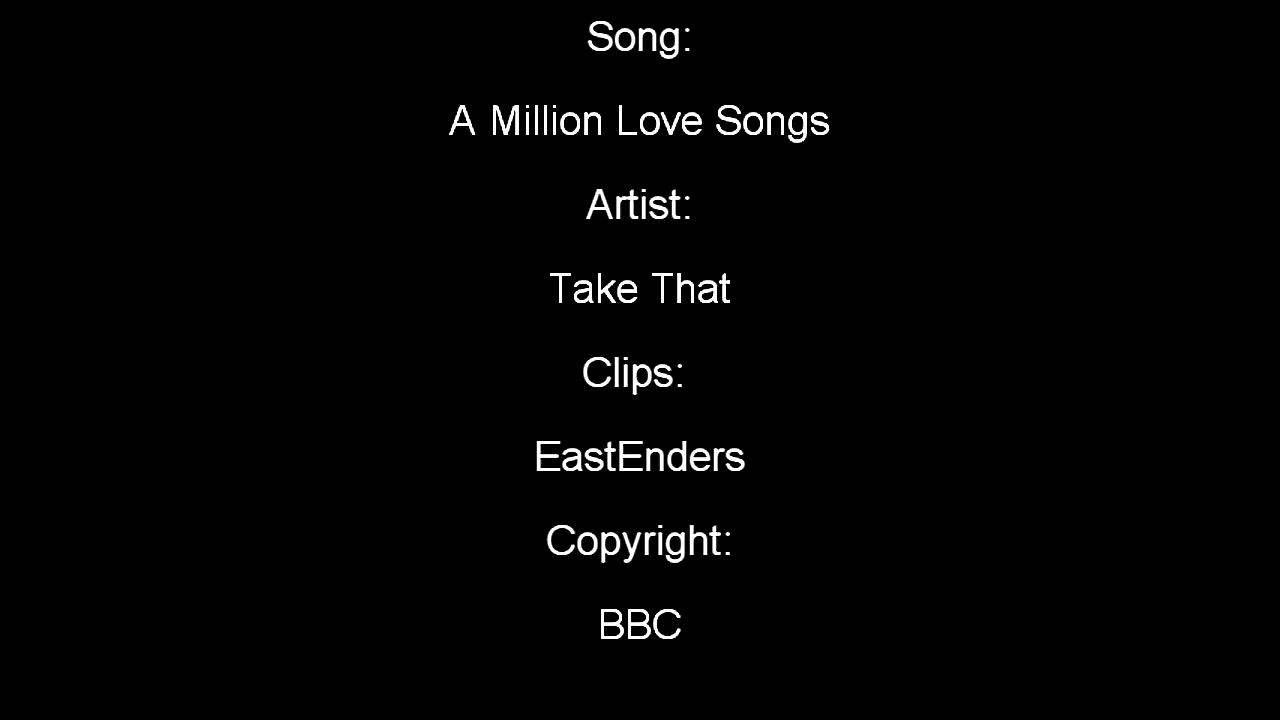 Song:
A Million Love Songs
Artist:
Take That
Clips:
EastEnders
Copyright:
BBC